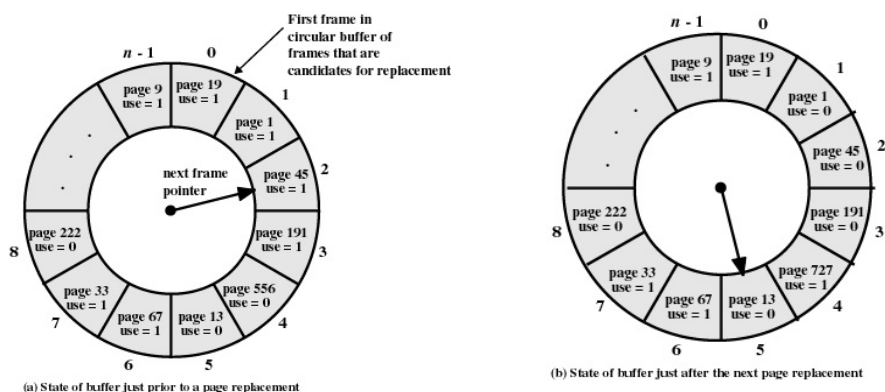 First frame in
circular buffer of
frames that are
candidates for replacement
n - 1
0
page 9
use = 1
page 19
use = 1
1
page 1
use = 1
2
page 45
use = 1
next frame
pointer
page 191
use = 1
3
page 556
use = 0
4
page 13
use = 0
5
page 67
use = 1
6
page 33
use = 1
7
page 222
use = 0
8
(a) State of buffer just prior to a page replacement
n - 1
0
page 9
use = 1
page 19
use = 1
1
page 1
use = 0
2
page 45
use = 0
page 191
use = 0
3
page 727
use = 1
4
page 13
use = 0
5
page 67
use = 1
6
page 33
use = 1
7
page 222
use = 0
8
(b) State of buffer just after the next page replacement